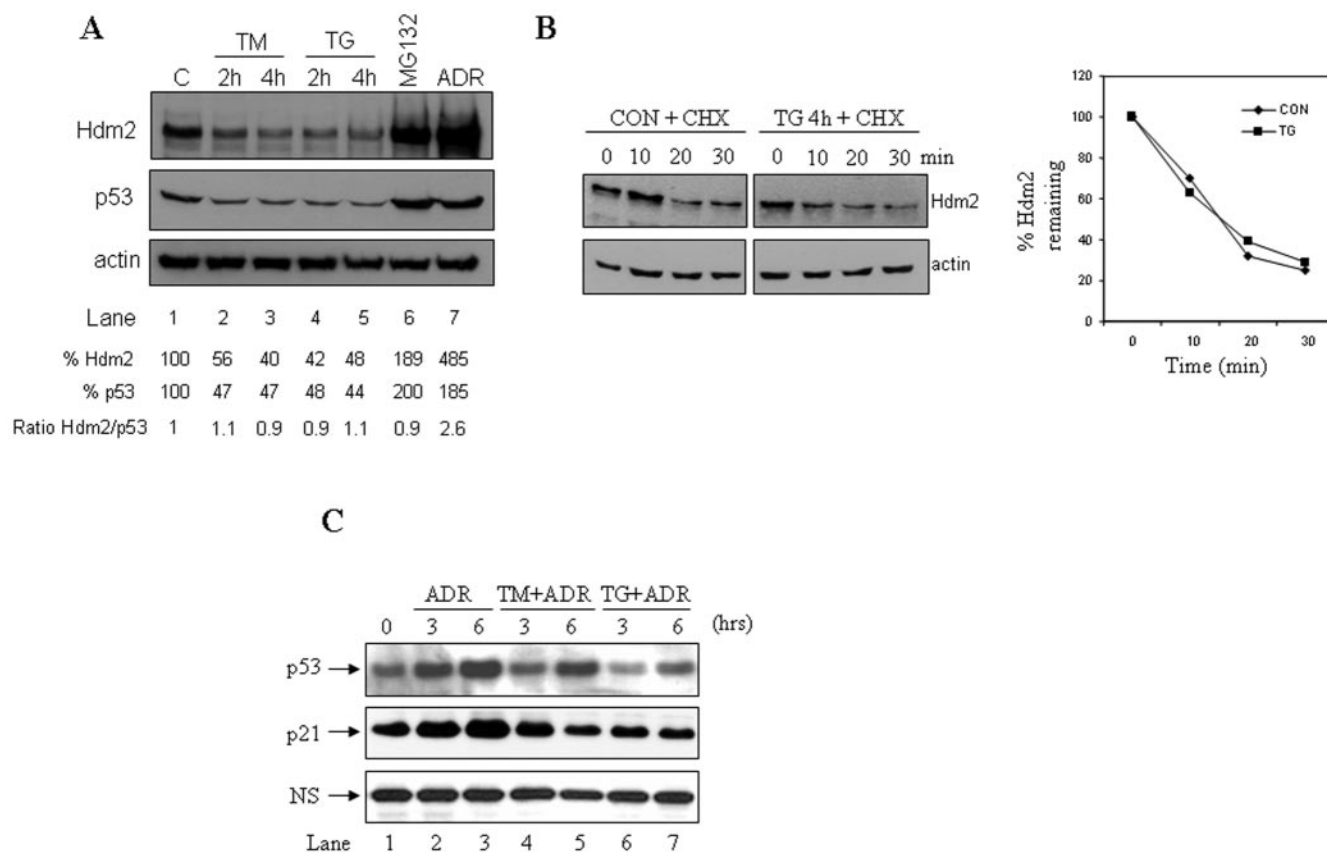 A
TM TG MG132
C 2h 4h 2h 4h ADR
Hdm2
p53
actin
Lane 1 2 3 4 5 6 7
% Hdm2 100 56 40 42 48 189 485
% p53 100 47 47 48 44 200 185
Ratio Hdm2/p53 1 1.1 0.9 0.9 1.1 0.9 2.6
B
CON + CHX TG 4h + CHX
0 10 20 30 0 10 20 30 min
Hdm2
actin
120
100
80
60
40
20
0
% Hdm2
remaining
CON
TG
0 10 20 30
Time (min)
C
ADR TM+ADR TG+ADR
0 3 6 3 6 3 6 (hrs)
p53
p21
NS
Lane 1 2 3 4 5 6 7